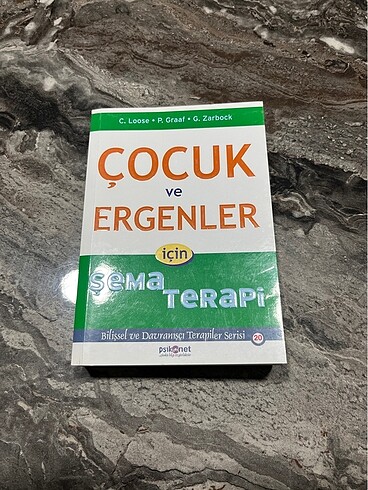 C. Loose • P. Graaf • G. Zarbock
ÇOCUK
ve
ERGENLER
için
ŞEMA
TERAPi
Bilişsel ve Davranışçı Terapiler Serisi 20
psikonet